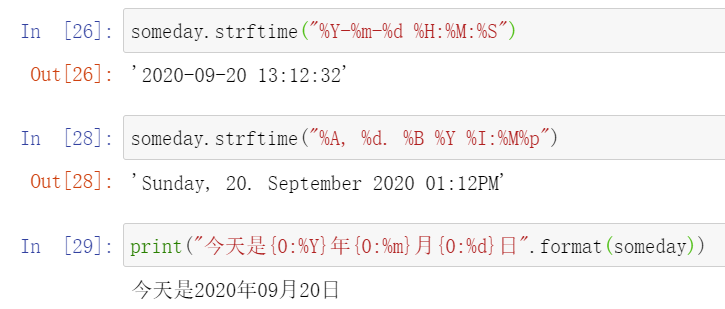 In [26]: someday.strftime("%Y-%m-%d %H:%M:%S")
Out[26]: '2020-09-20 13:12:32'
In [28]: someday.strftime("%A, %d. %B %Y %I:%M%p")
Out[28]: 'Sunday, 20. September 2020 01:12PM'
In [29]: print("今天是{0:%Y}年{0:%m}月{0:%d}日".format(someday))
今天是2020年09月20日